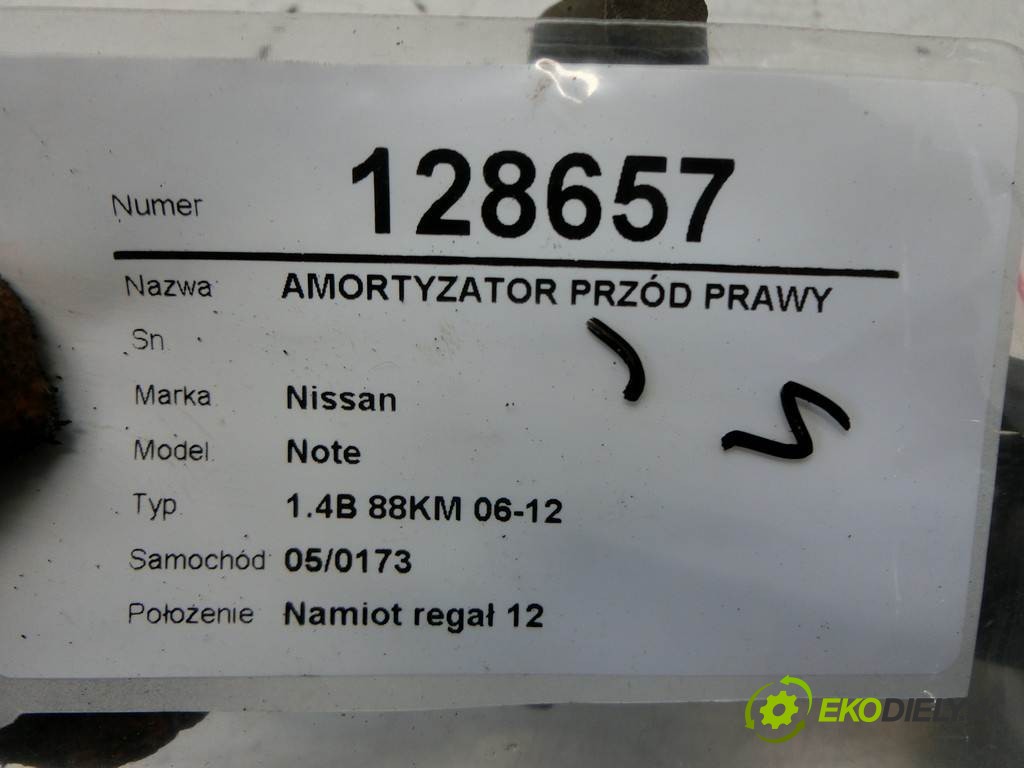 Numer 128657
Nazwa AMORTYZATOR PRZÓD PRAWY
Sn
Marka Nissan
Model Note
Typ 1.4B 88KM 06-12
Samochód 05/0173
Położenie Namiot regał 12
EKODIELY